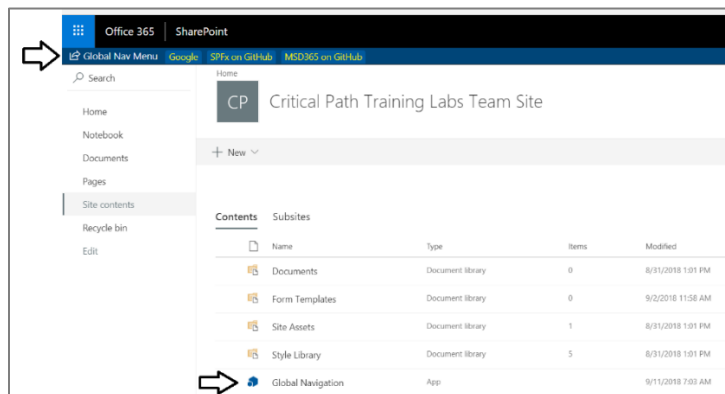 Office 365 SharePoint
Global Nav Menu Google SPFx on GitHub MSD365 on GitHub
Search
Home
Notebook
Documents
Pages
Site contents
Recycle bin
Edit
Home
CP Critical Path Training Labs Team Site
New
Contents Subsites
Name Type Items Modified
Documents Document library 0 8/31/2018 1:01 PM
Form Templates Document library 0 9/2/2018 11:58 AM
Site Assets Document library 1 8/31/2018 1:01 PM
Style Library Document library 5 8/31/2018 1:01 PM
Global Navigation App 9/11/2018 7:03 AM